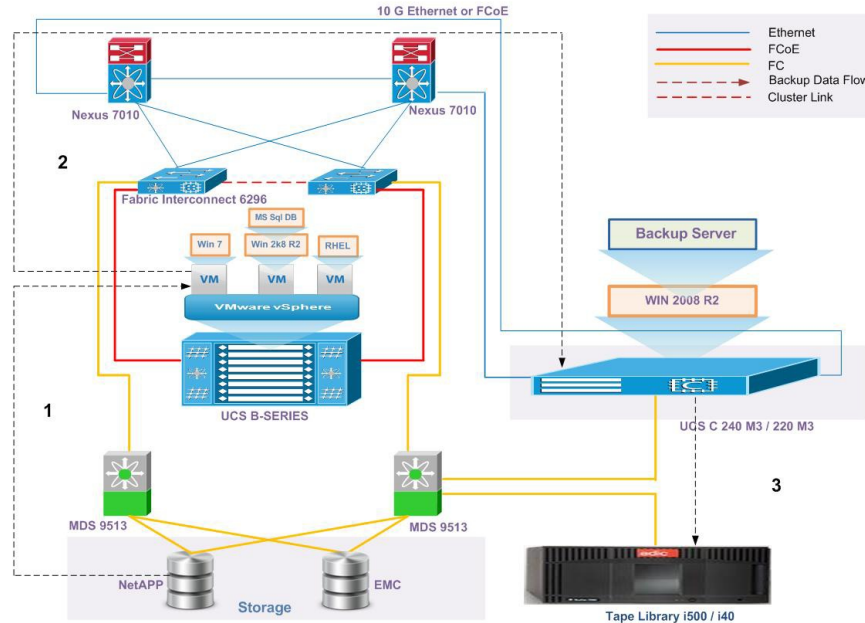 10 G Ethernet or FCoE
Ethernet
FCoE
FC
Backup Data Flow
Cluster Link
Nexus 7010
Nexus 7010
2
Fabric Interconnect 6296
MS Sql DB
Win 7
Win 2k8 R2
RHEL
VM
VM
VM
VMware vSphere
Backup Server
WIN 2008 R2
UCS B-SERIES
1
UCS C 240 M3 / 220 M3
3
MDS 9513
MDS 9513
NetAPP
EMC
Storage
Tape Library i500 / i40